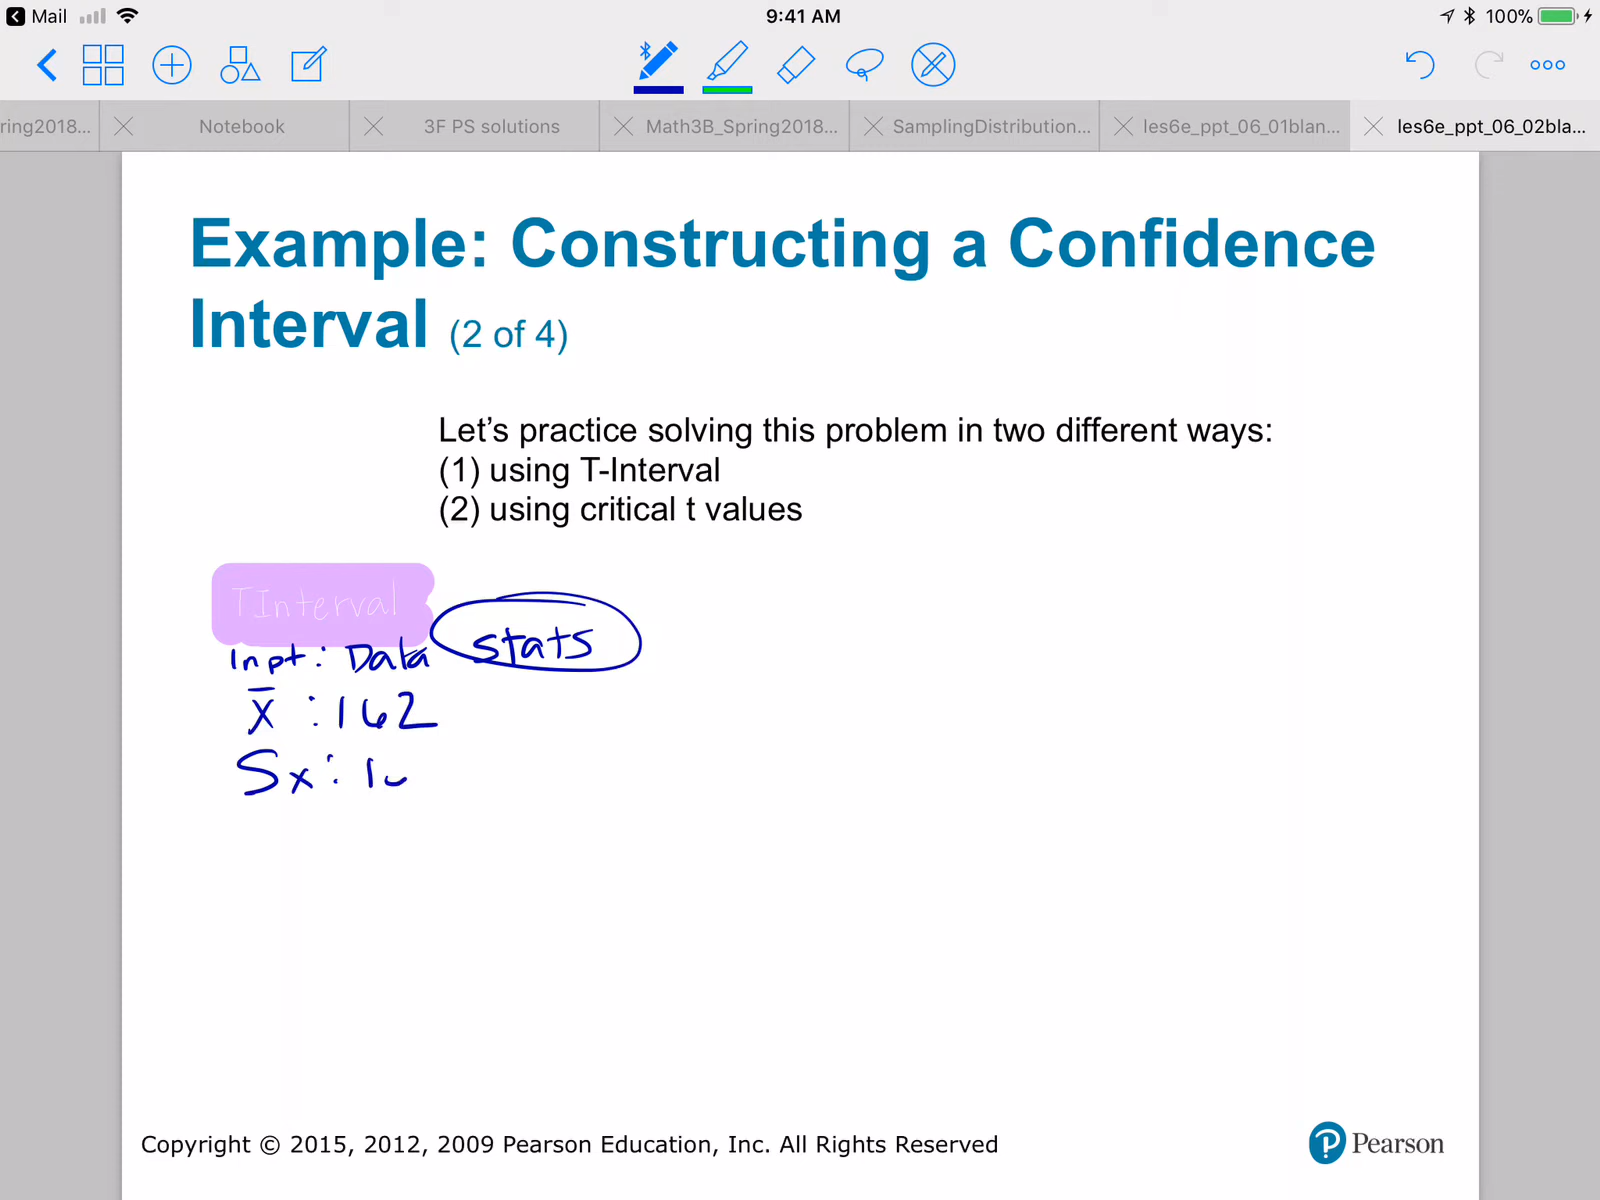 Mail 9:41 AM 100%
ring2018... Notebook 3F PS solutions Math3B_Spring2018... SamplingDistribution... les6e_ppt_06_01blan... les6e_ppt_06_02bla...
Example: Constructing a Confidence
Interval (2 of 4)
Let's practice solving this problem in two different ways:
(1) using T-Interval
(2) using critical t values
TInterval
Inpt: Data stats
x̄ : 162
Sx:
Copyright © 2015, 2012, 2009 Pearson Education, Inc. All Rights Reserved
Pearson